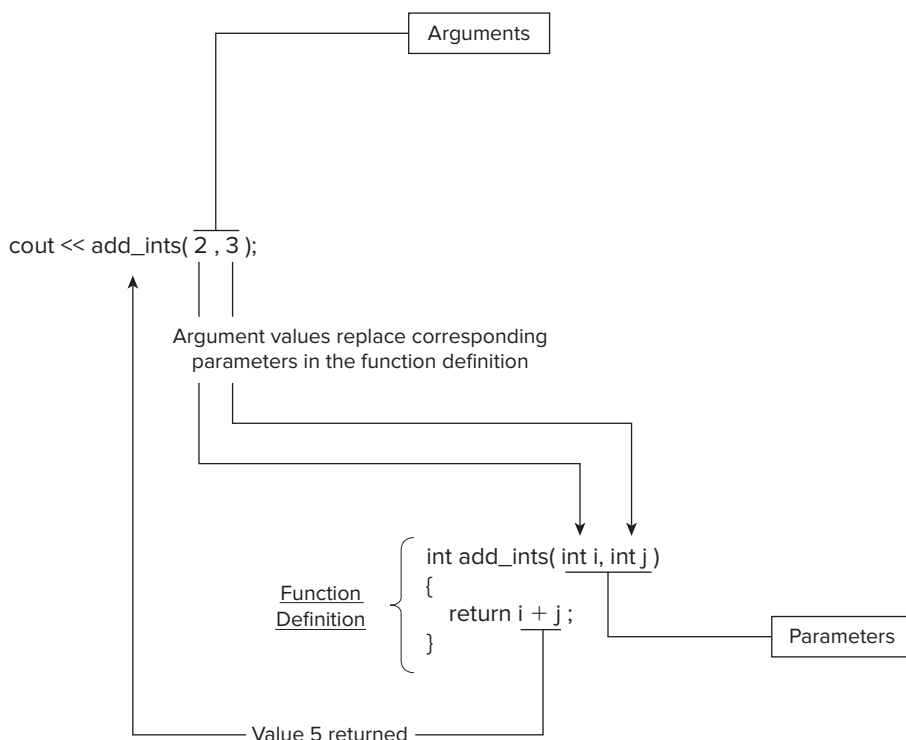 Arguments
cout << add_ints( 2 , 3 );
Argument values replace corresponding
parameters in the function definition
int add_ints( int i, int j )
{
return i + j ;
}
Function
Definition
Parameters
Value 5 returned